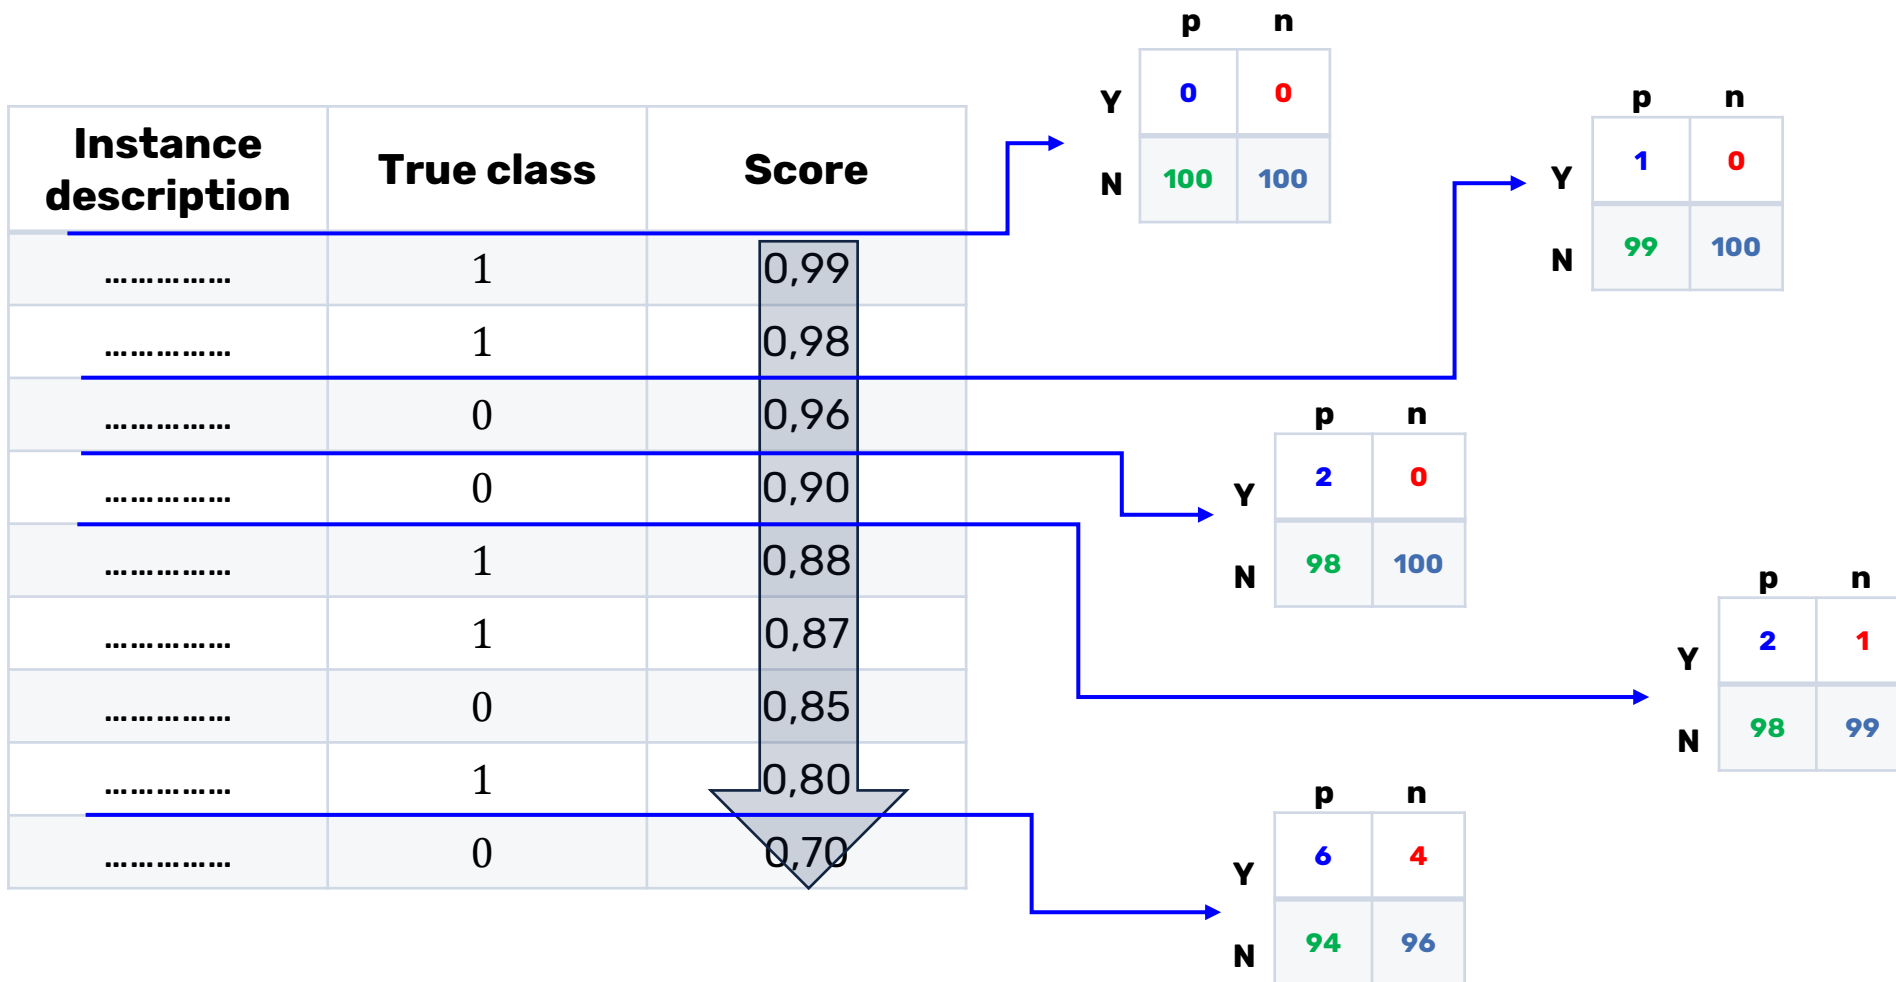 Instance description True class Score
…………… 1 0,99
…………… 1 0,98
…………… 0 0,96
…………… 0 0,90
…………… 1 0,88
…………… 1 0,87
…………… 0 0,85
…………… 1 0,80
…………… 0 0,70
p n
Y 0 0
N 100 100
p n
Y 1 0
N 99 100
p n
Y 2 0
N 98 100
p n
Y 2 1
N 98 99
p n
Y 6 4
N 94 96